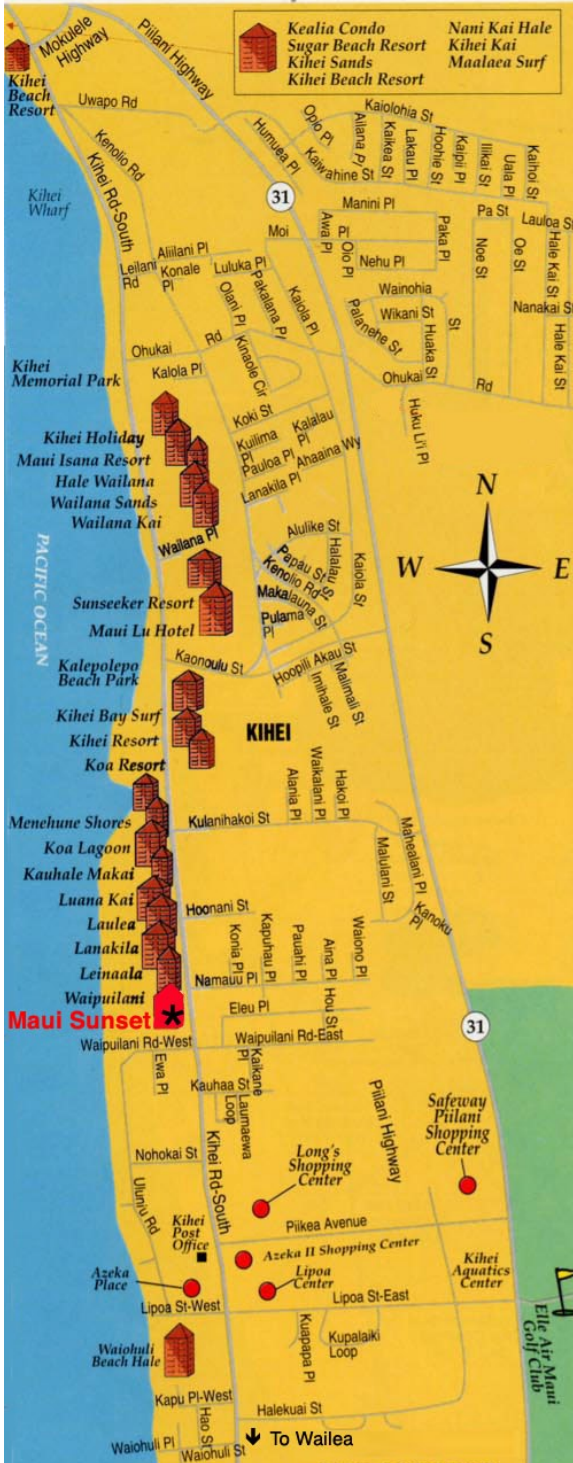 Kealia Condo
Sugar Beach Resort
Kihei Sands
Kihei Beach Resort
Nani Kai Hale
Kihei Kai
Maalaea Surf
Mokulele
Highway
Piilani Highway
Kihei
Beach
Resort
Uwapo Rd
Kenolio Rd
Kihei Rd-South
Kihei
Wharf
Humuea Pl
Opio Pl
Kaiwahine St
Kaiolohia St
Ailana Pl
Kaikea St
Lakau Pl
Hoohie St
Kaipii Pl
Ilikai St
Uala Pl
Kaihoi St
31
Manini Pl
Pa St
Lauloa St
Moi
Pl
Awa Pl
Oio Pl
Nehu Pl
Paka Pl
Noe St
Oe St
Hale Kai St
Nanakai St
Hale Kai St
Aliilani Pl
Leilani
Rd
Konale
Pl
Luluka Pl
Olani Pl
Pakalana Pl
Kaiola Pl
Wainohia
St
Wikani St
Palanehe St
Huaka St
Ohukai
Rd
Ohukai
Rd
Kinaole Cir
Kihei
Memorial Park
Kalola Pl
Huku Li'i Pl
Koki St
Kuilima
Pl
Kalalau
Pl
Pauloa Pl
Ahaaina Wy
Lanakila Pl
Kihei Holiday
Maui Isana Resort
Hale Wailana
Wailana Sands
Wailana Kai
Wailana Pl
PACIFIC OCEAN
N
W
E
S
Alulike St
Papau St
Halalau St
Kenolio Rd
Kaiola St
Makalauna St
Pulama
Pl
Sunseeker Resort
Maui Lu Hotel
Kaonoulu St
Hoopili Akau St
Imihale St
Malimali St
Kalepolepo
Beach Park
Kihei Bay Surf
Kihei Resort
Koa Resort
KIHEI
Alania Pl
Waikalani Pl
Hakoi Pl
Kulanihakoi St
Malulani St
Mahealani Pl
Kanoku Pl
Menehune Shores
Koa Lagoon
Kauhale Makai
Luana Kai
Laulea
Lanakila
Leinaala
Waipuilani
Maui Sunset
Hoonani St
Konia Pl
Kapuhau Pl
Pauahi Pl
Aina Pl
Waiono Pl
Namauu Pl
Hou St
Eleu Pl
31
Waipuilani Rd-West
Waipuilani Rd-East
Ewa Pl
Kaikane
Pl
Kauhaa St
Laumaewa
Loop
Nohokai St
Kihei Rd-South
Uluniu Rd
Piilani Highway
Long's
Shopping
Center
Safeway
Piilani
Shopping
Center
Kihei
Post
Office
Piikea Avenue
Azeka II Shopping Center
Azeka
Place
Lipoa
Center
Kihei
Aquatics
Center
Lipoa St-West
Lipoa St-East
Elle Air Maui
Golf Club
Kuapapa Pl
Kupalaiki
Loop
Waiohuli
Beach Hale
Kapu Pl-West
Hao St
Halekuai St
Waiohuli Pl
Waiohuli St
To Wailea